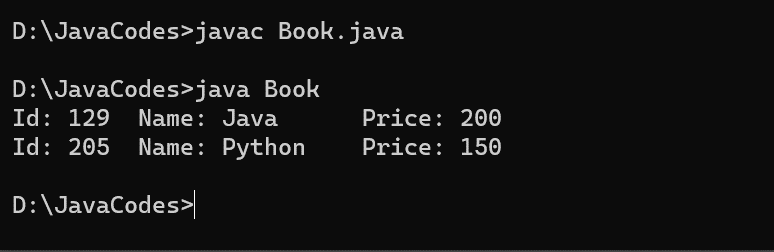 D:\JavaCodes>javac Book.java
D:\JavaCodes>java Book
Id: 129  Name: Java      Price: 200
Id: 205  Name: Python    Price: 150
D:\JavaCodes>